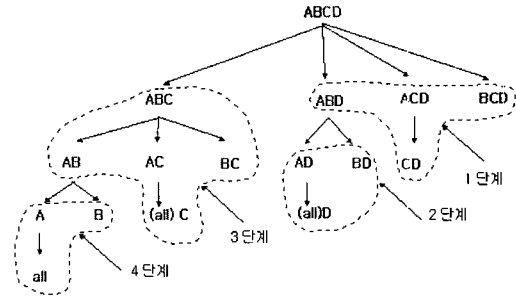 ABCD
ABC ABD ACD BCD
AB AC BC AD BD CD
1 단계
A B (all) C (all)D 2 단계
3 단계
all 4 단계